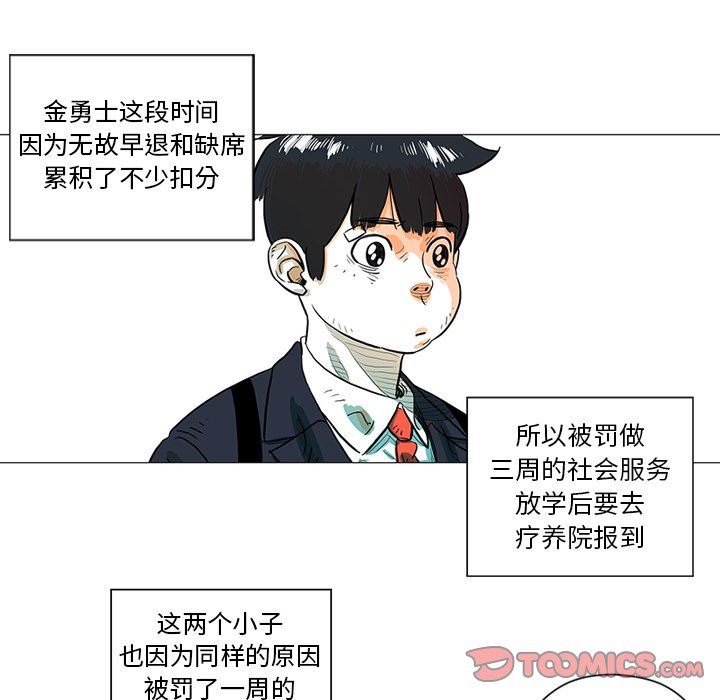 金勇士这段时间
因为无故早退和缺席
累积了不少扣分
所以被罚做
三周的社会服务
放学后要去
疗养院报到
这两个小子
也因为同样的原因
被罚了一周的
TOOMICS.COM